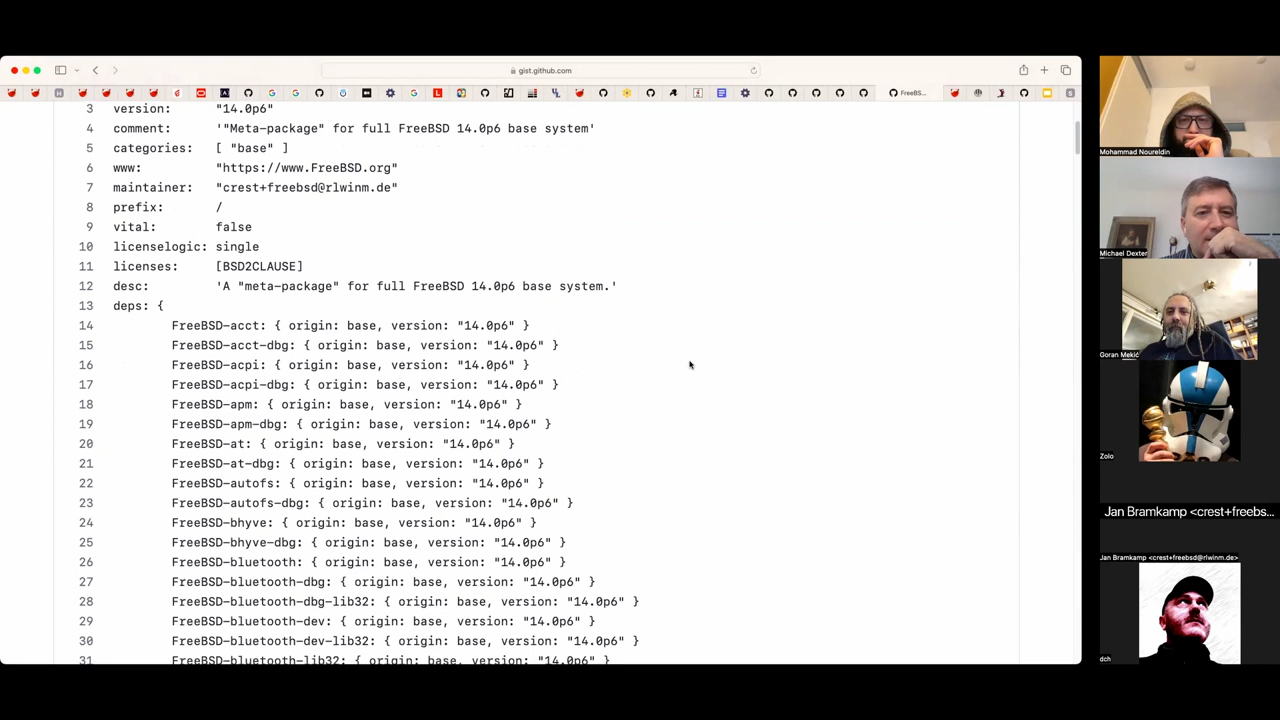 gist.github.com
FreeBS...
3 version: "14.0p6"
4 comment: '"Meta-package" for full FreeBSD 14.0p6 base system'
5 categories: [ "base" ]
6 www: "https://www.FreeBSD.org"
7 maintainer: "crest+freebsd@rlwinm.de"
8 prefix: /
9 vital: false
10 licenselogic: single
11 licenses: [BSD2CLAUSE]
12 desc: 'A "meta-package" for full FreeBSD 14.0p6 base system.'
13 deps: {
14 FreeBSD-acct: { origin: base, version: "14.0p6" }
15 FreeBSD-acct-dbg: { origin: base, version: "14.0p6" }
16 FreeBSD-acpi: { origin: base, version: "14.0p6" }
17 FreeBSD-acpi-dbg: { origin: base, version: "14.0p6" }
18 FreeBSD-apm: { origin: base, version: "14.0p6" }
19 FreeBSD-apm-dbg: { origin: base, version: "14.0p6" }
20 FreeBSD-at: { origin: base, version: "14.0p6" }
21 FreeBSD-at-dbg: { origin: base, version: "14.0p6" }
22 FreeBSD-autofs: { origin: base, version: "14.0p6" }
23 FreeBSD-autofs-dbg: { origin: base, version: "14.0p6" }
24 FreeBSD-bhyve: { origin: base, version: "14.0p6" }
25 FreeBSD-bhyve-dbg: { origin: base, version: "14.0p6" }
26 FreeBSD-bluetooth: { origin: base, version: "14.0p6" }
27 FreeBSD-bluetooth-dbg: { origin: base, version: "14.0p6" }
28 FreeBSD-bluetooth-dbg-lib32: { origin: base, version: "14.0p6" }
29 FreeBSD-bluetooth-dev: { origin: base, version: "14.0p6" }
30 FreeBSD-bluetooth-dev-lib32: { origin: base, version: "14.0p6" }
31 FreeBSD-bluetooth-lib32: { origin: base, version: "14.0p6" }
Mohammad Noureldin
Michael Dexter
Goran Mekić
Zolo
Jan Bramkamp <crest+freebs...
Jan Bramkamp <crest+freebsd@rlwinm.de>
dch